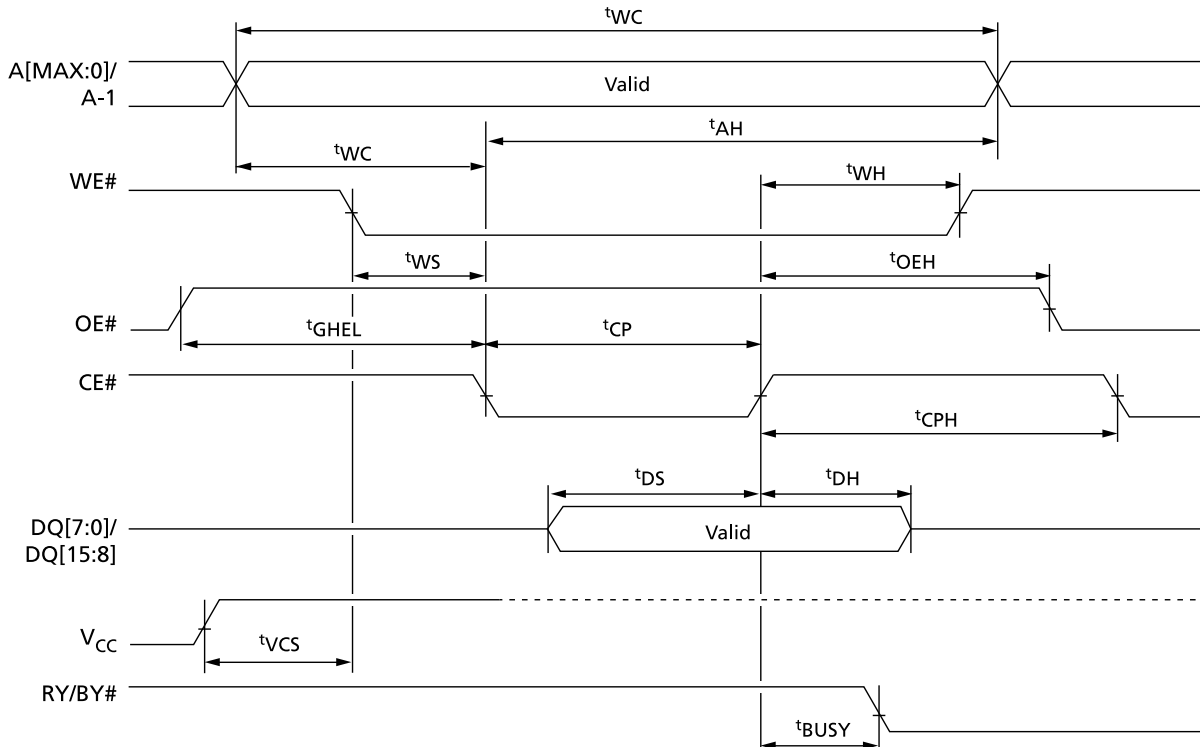 tWC
A[MAX:0]/
A-1
Valid
tAH
tWC
WE#
tWH
tWS
tOEH
OE#
tGHEL
tCP
CE#
tCPH
tDS
tDH
DQ[7:0]/
DQ[15:8]
Valid
VCC
tVCS
RY/BY#
tBUSY